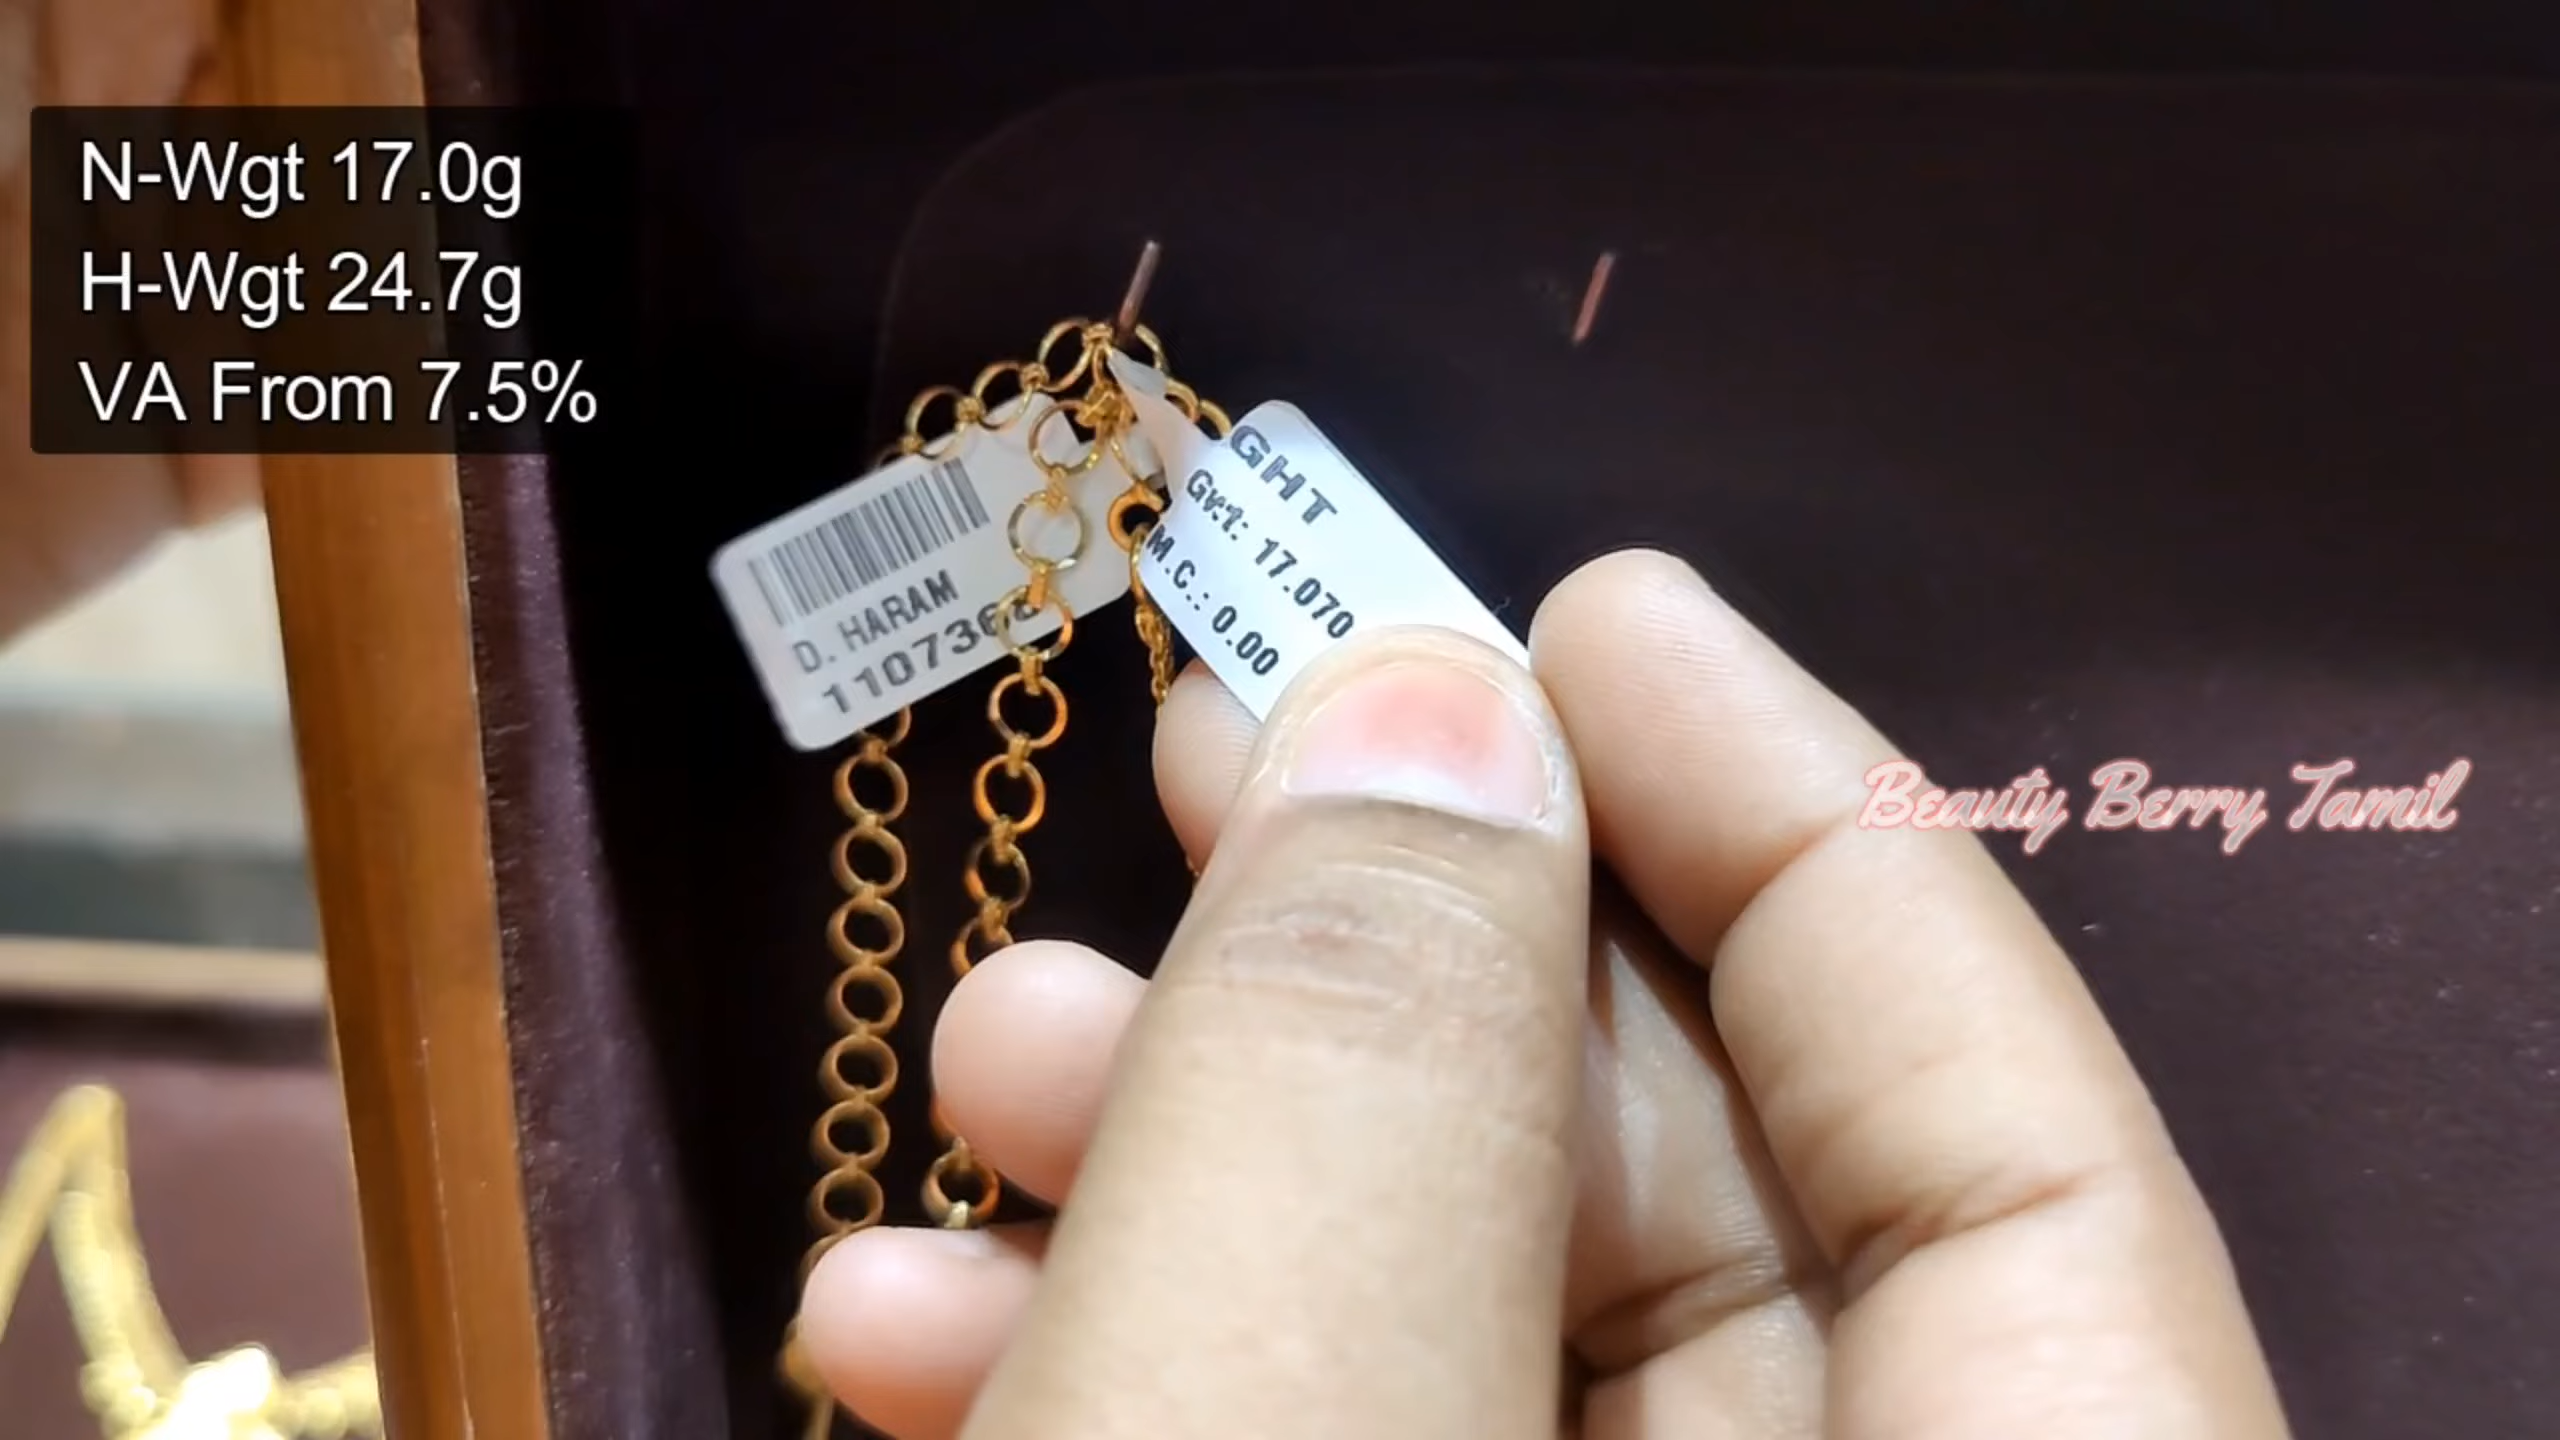 N-Wgt 17.0g
H-Wgt 24.7g
VA From 7.5%
GHT
Gwt: 17.070
M.C.: 0.00
D. HARAM
1107368
Beauty Berry Tamil